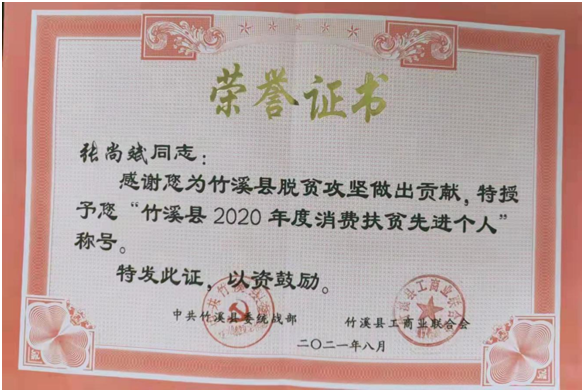 荣誉证书
张尚斌同志：
感谢您为竹溪县脱贫攻坚做出贡献，特授
予您“竹溪县2020年度消费扶贫先进个人”
称号。
特发此证，以资鼓励。
中共竹溪县委统战部
竹溪县工商业联合会
二〇二一年八月